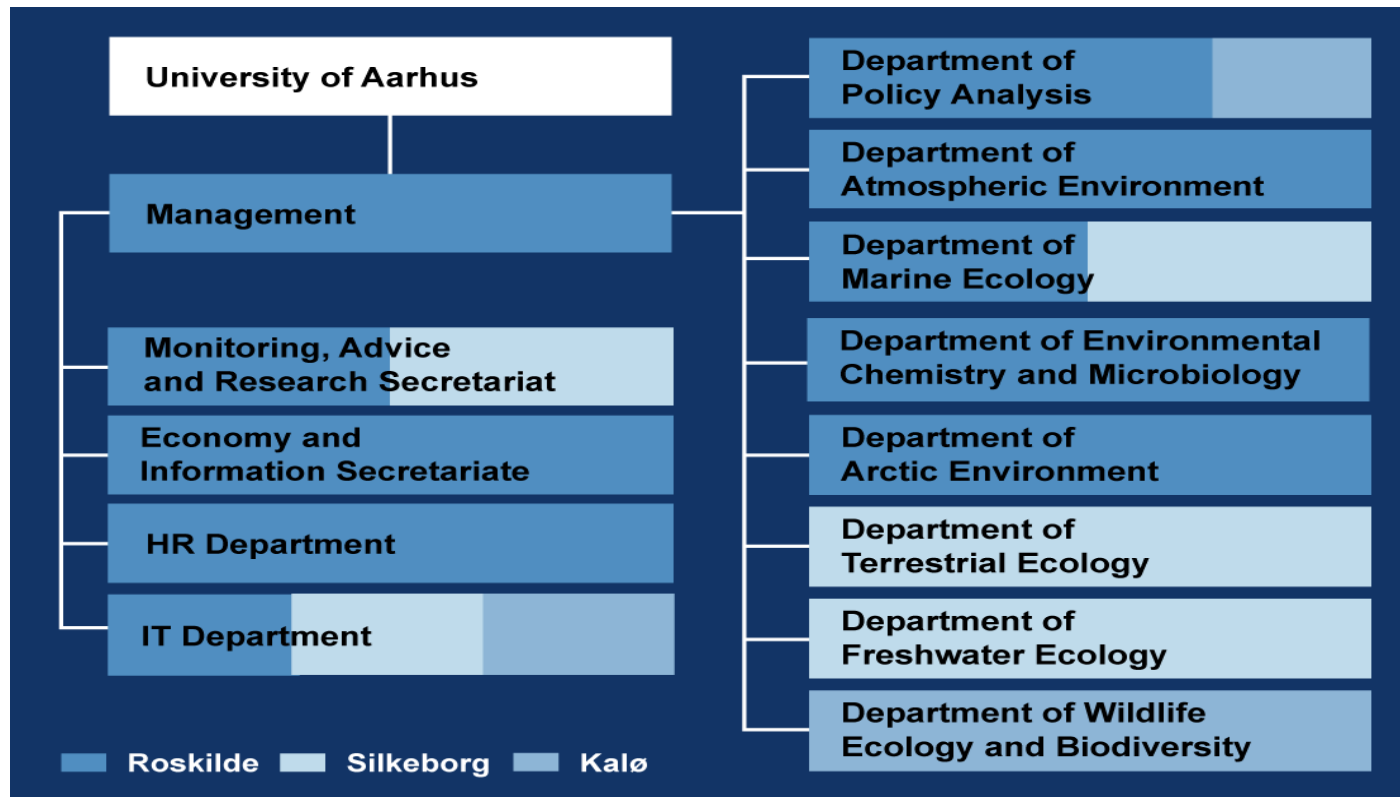 University of Aarhus
Management
Monitoring, Advice
and Research Secretariat
Economy and
Information Secretariate
HR Department
IT Department
Department of
Policy Analysis
Department of
Atmospheric Environment
Department of
Marine Ecology
Department of Environmental
Chemistry and Microbiology
Department of
Arctic Environment
Department of
Terrestrial Ecology
Department of
Freshwater Ecology
Department of Wildlife
Ecology and Biodiversity
Roskilde Silkeborg Kalø